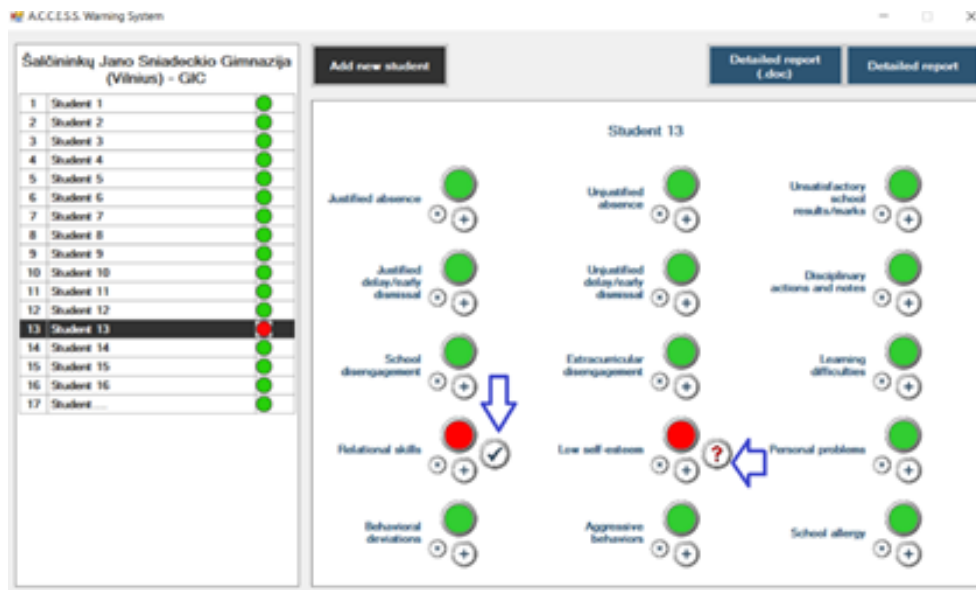 A.C.C.E.S.S. Warning System
Šalčininkų Jano Sniadeckio Gimnazija
(Vilnius) - GIC
1 Student 1
2 Student 2
3 Student 3
4 Student 4
5 Student 5
6 Student 6
7 Student 7
8 Student 8
9 Student 9
10 Student 10
11 Student 11
12 Student 12
13 Student 13
14 Student 14
15 Student 15
16 Student 16
17 Student....
Add new student
Detailed report
(.doc)
Detailed report
Student 13
Justified absence
Unjustified
absence
Unsatisfactory
school
results/marks
Justified
delay/early
dismissal
Unjustified
delay/early
dismissal
Disciplinary
actions and notes
School
disengagement
Extracurricular
disengagement
Learning
difficulties
Relational skills
Low self-esteem
?
Personal problems
Behavioral
deviations
Aggressive
behaviors
School allergy